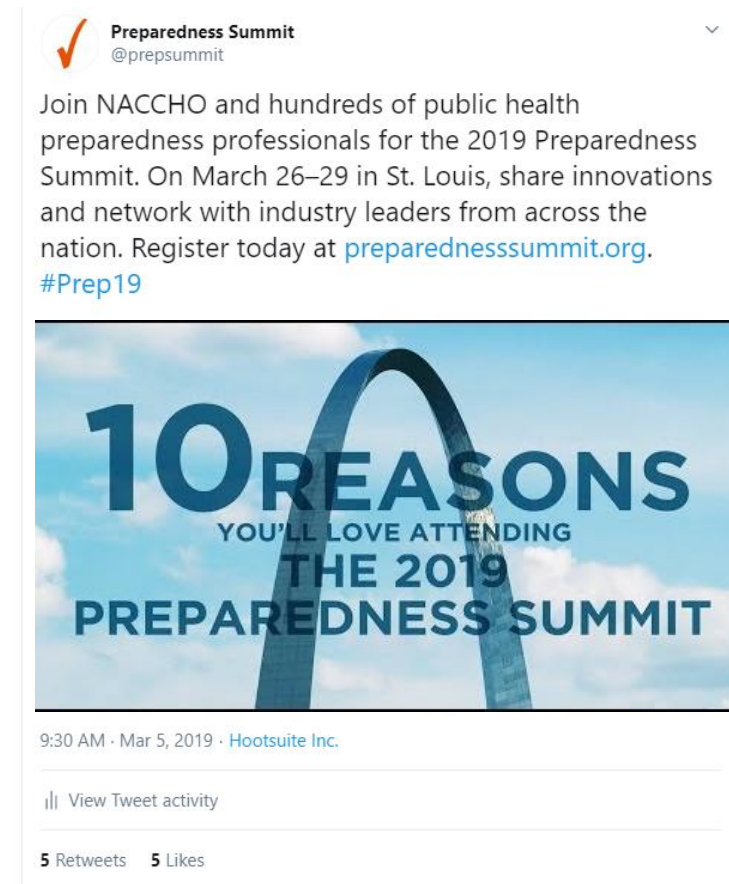 Preparedness Summit
@prepsummit
Join NACCHO and hundreds of public health
preparedness professionals for the 2019 Preparedness
Summit. On March 26–29 in St. Louis, share innovations
and network with industry leaders from across the
nation. Register today at preparednesssummit.org.
#Prep19
10 REASONS
YOU'LL LOVE ATTENDING
THE 2019
PREPAREDNESS SUMMIT
9:30 AM · Mar 5, 2019 · Hootsuite Inc.
View Tweet activity
5 Retweets 5 Likes